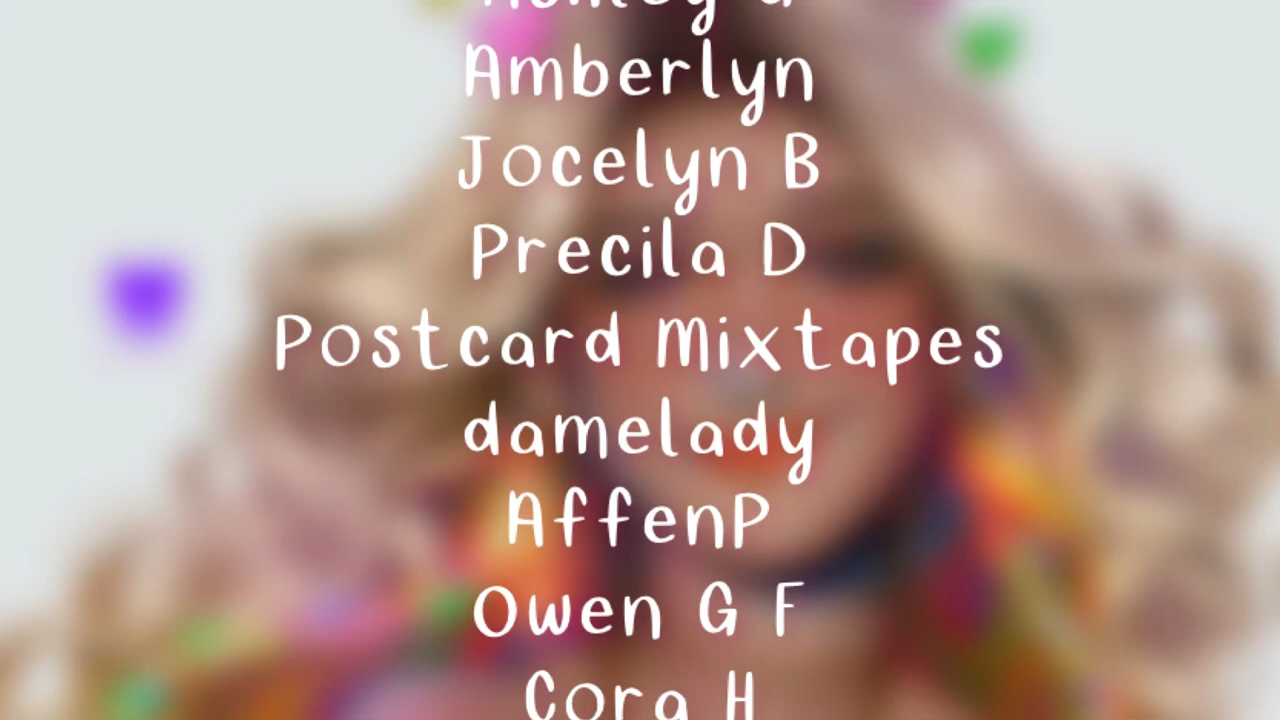 Amberlyn
Jocelyn B
Precila D
Postcard Mixtapes
damelady
AffenP
Owen G F
Cora H